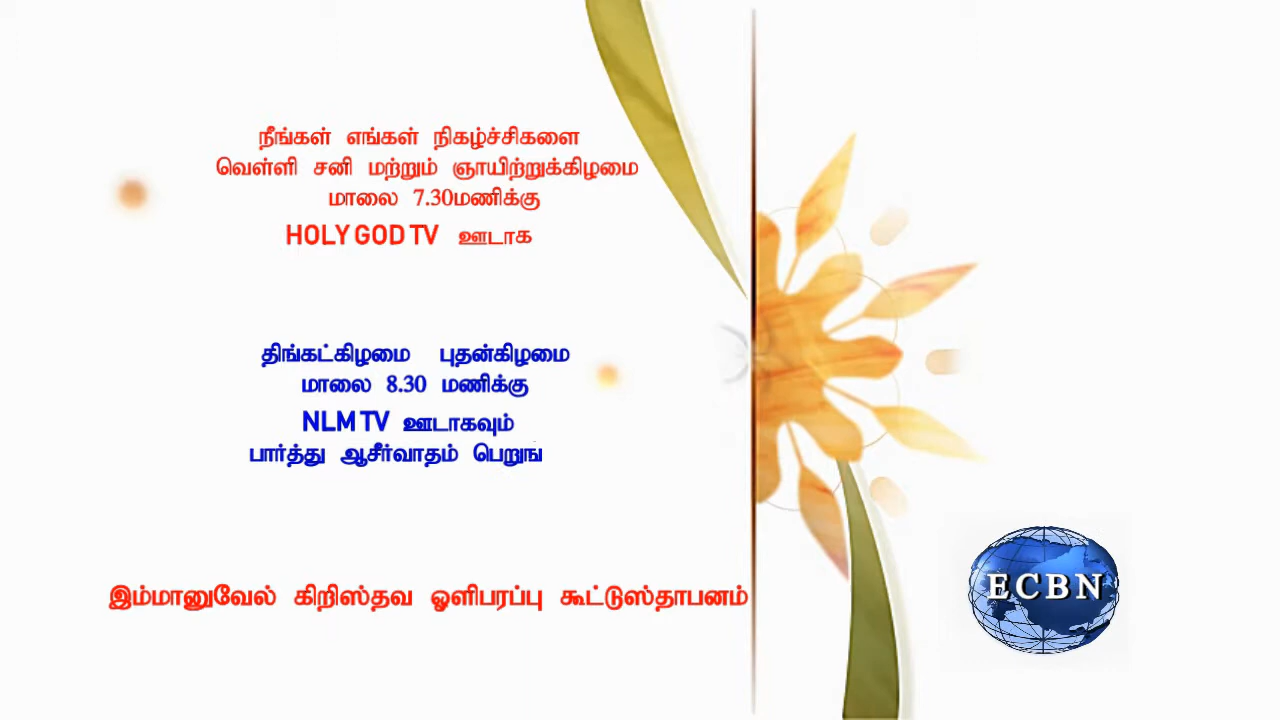 நீங்கள் எங்கள் நிகழ்ச்சிகளை
வெள்ளி சனி மற்றும் ஞாயிற்றுக்கிழமை
மாலை 7.30மணிக்கு
HOLY GOD TV ஊடாக
திங்கட்கிழமை புதன்கிழமை
மாலை 8.30 மணிக்கு
NLM TV ஊடாகவும்
பார்த்து ஆசீர்வாதம்
இம்மானுவேல் கிறிஸ்தவ ஓளிபரப்பு கூட்டுஸ்தாபனம்
ECBN